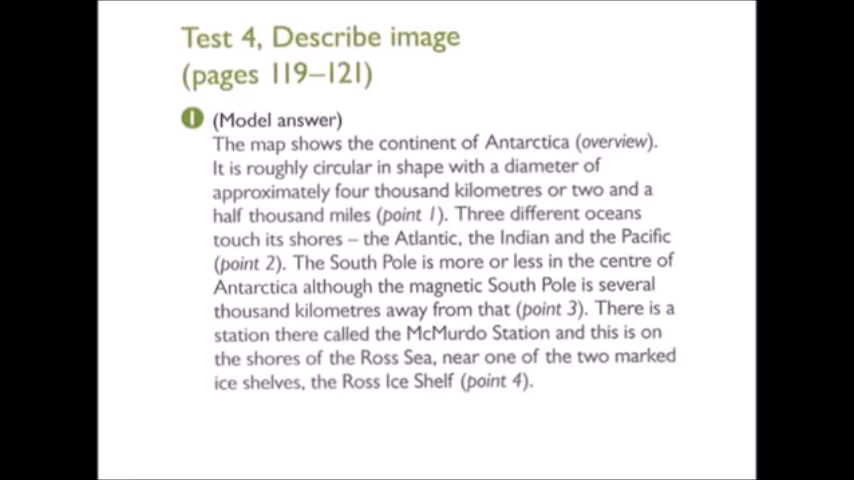 Test 4, Describe image
(pages 119–121)
1 (Model answer)
The map shows the continent of Antarctica (overview).
It is roughly circular in shape with a diameter of
approximately four thousand kilometres or two and a
half thousand miles (point 1). Three different oceans
touch its shores – the Atlantic, the Indian and the Pacific
(point 2). The South Pole is more or less in the centre of
Antarctica although the magnetic South Pole is several
thousand kilometres away from that (point 3). There is a
station there called the McMurdo Station and this is on
the shores of the Ross Sea, near one of the two marked
ice shelves, the Ross Ice Shelf (point 4).